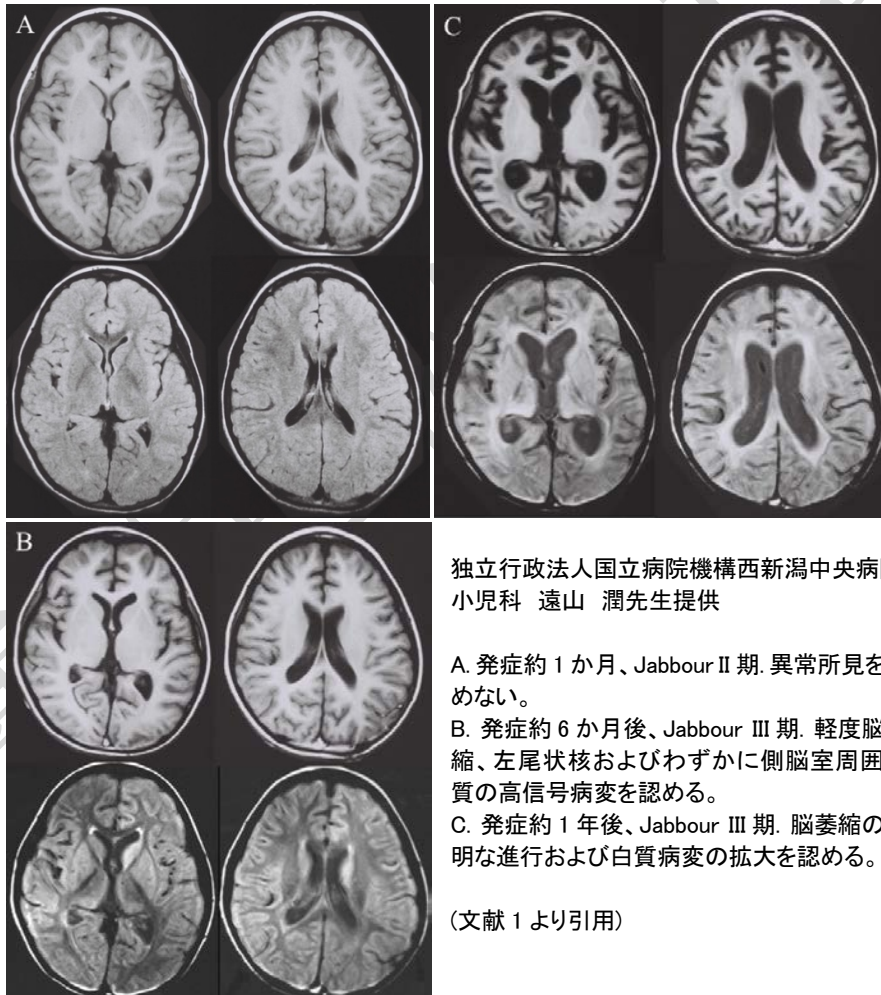 A
C
B
独立行政法人国立病院機構西新潟中央病
小児科 遠山 潤先生提供
A. 発症約 1 か月、Jabbour II 期. 異常所見を
めない。
B. 発症約 6 か月後、Jabbour III 期. 軽度脳
縮、左尾状核およびわずかに側脳室周囲
質の高信号病変を認める。
C. 発症約 1 年後、Jabbour III 期. 脳萎縮の
明な進行および白質病変の拡大を認める。
(文献 1 より引用)